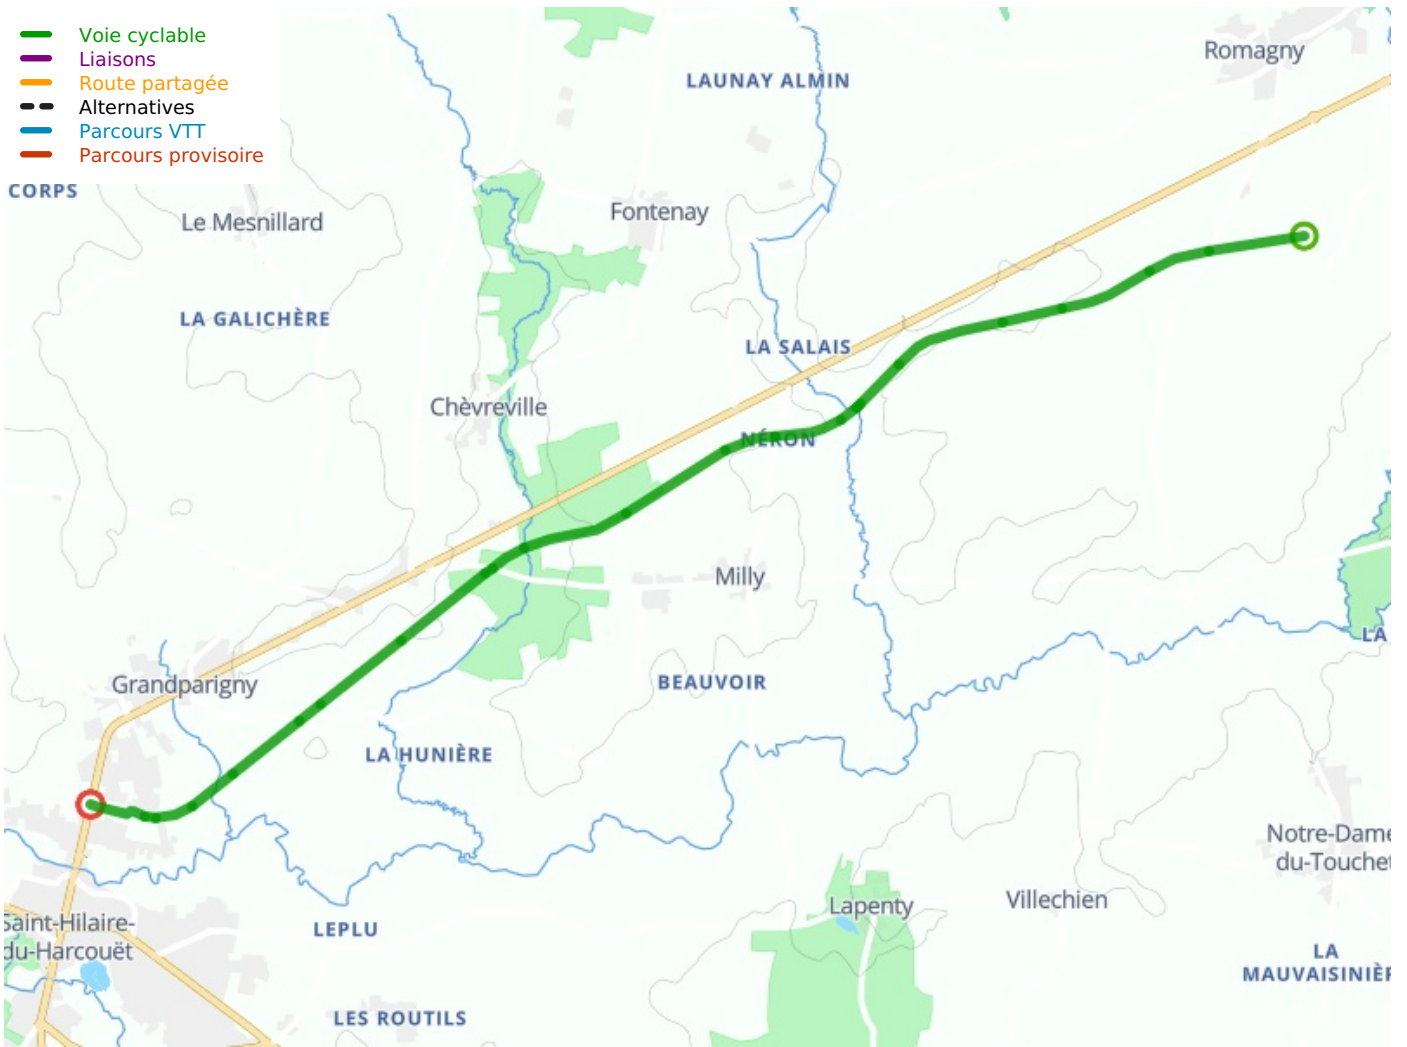 Voie cyclable
Liaisons
Route partagée
Alternatives
Parcours VTT
Parcours provisoire
Romagny
LAUNAY ALMIN
CORPS
Le Mesnillard
Fontenay
LA GALICHÈRE
LA SALAIS
Chèvreville
NÉRON
Milly
LA
Grandparigny
BEAUVOIR
LA HUNIÈRE
Notre-Dame
du-Touchet
Saint-Hilaire-
du-Harcouët
Lapenty
Villechien
LEPLU
LA
MAUVAISINIÈR
LES ROUTILS